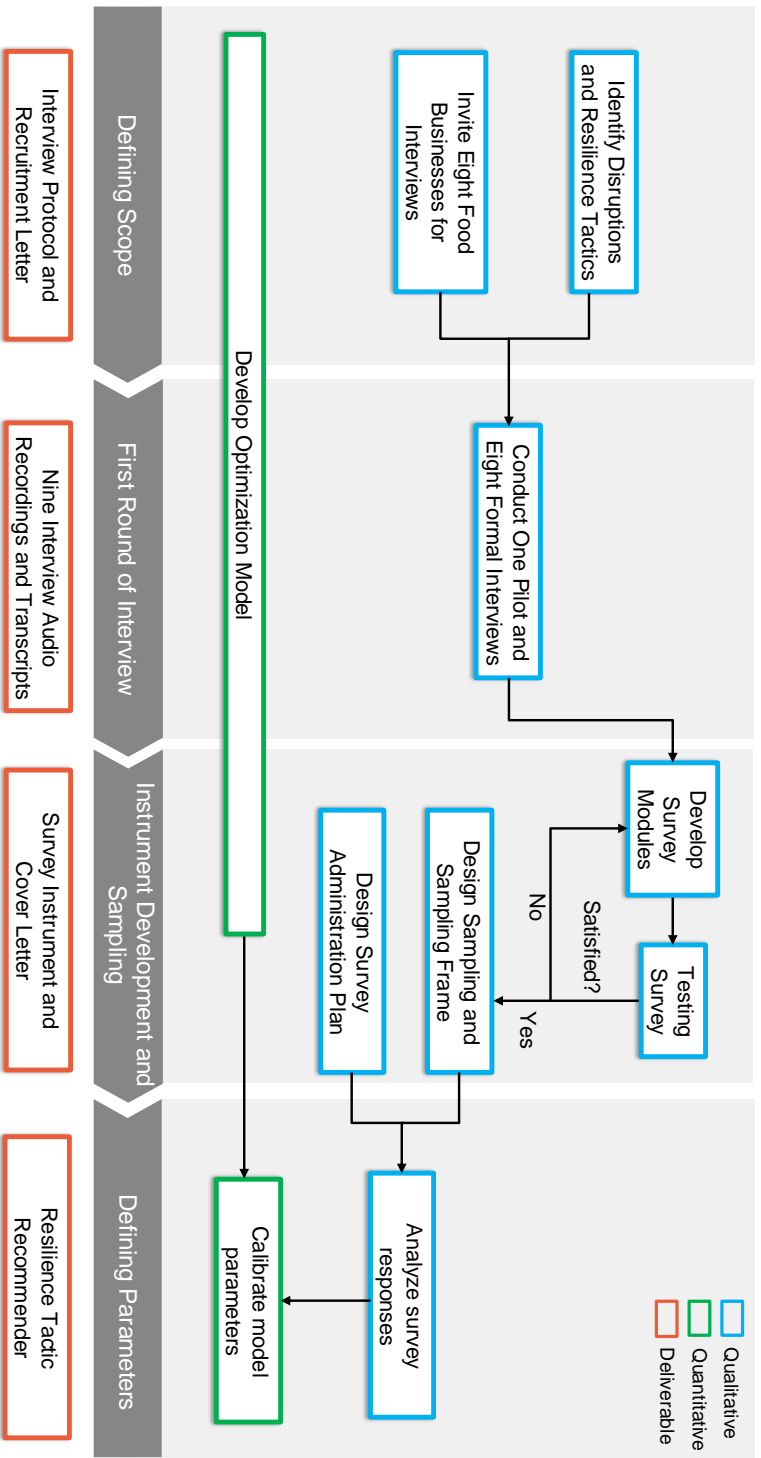 Qualitative
Quantitative
Deliverable
Identify Disruptions
and Resilience Tactics
Invite Eight Food
Businesses for
Interviews
Conduct One Pilot and
Eight Formal Interviews
Develop
Survey
Modules
Testing
Survey
Satisfied?
No
Yes
Design Sampling and
Sampling Frame
Design Survey
Administration Plan
Analyze survey
responses
Develop Optimization Model
Calibrate model
parameters
Defining Scope
First Round of Interview
Instrument Development and
Sampling
Defining Parameters
Interview Protocol and
Recruitment Letter
Nine Interview Audio
Recordings and Transcripts
Survey Instrument and
Cover Letter
Resilience Tactic
Recommender